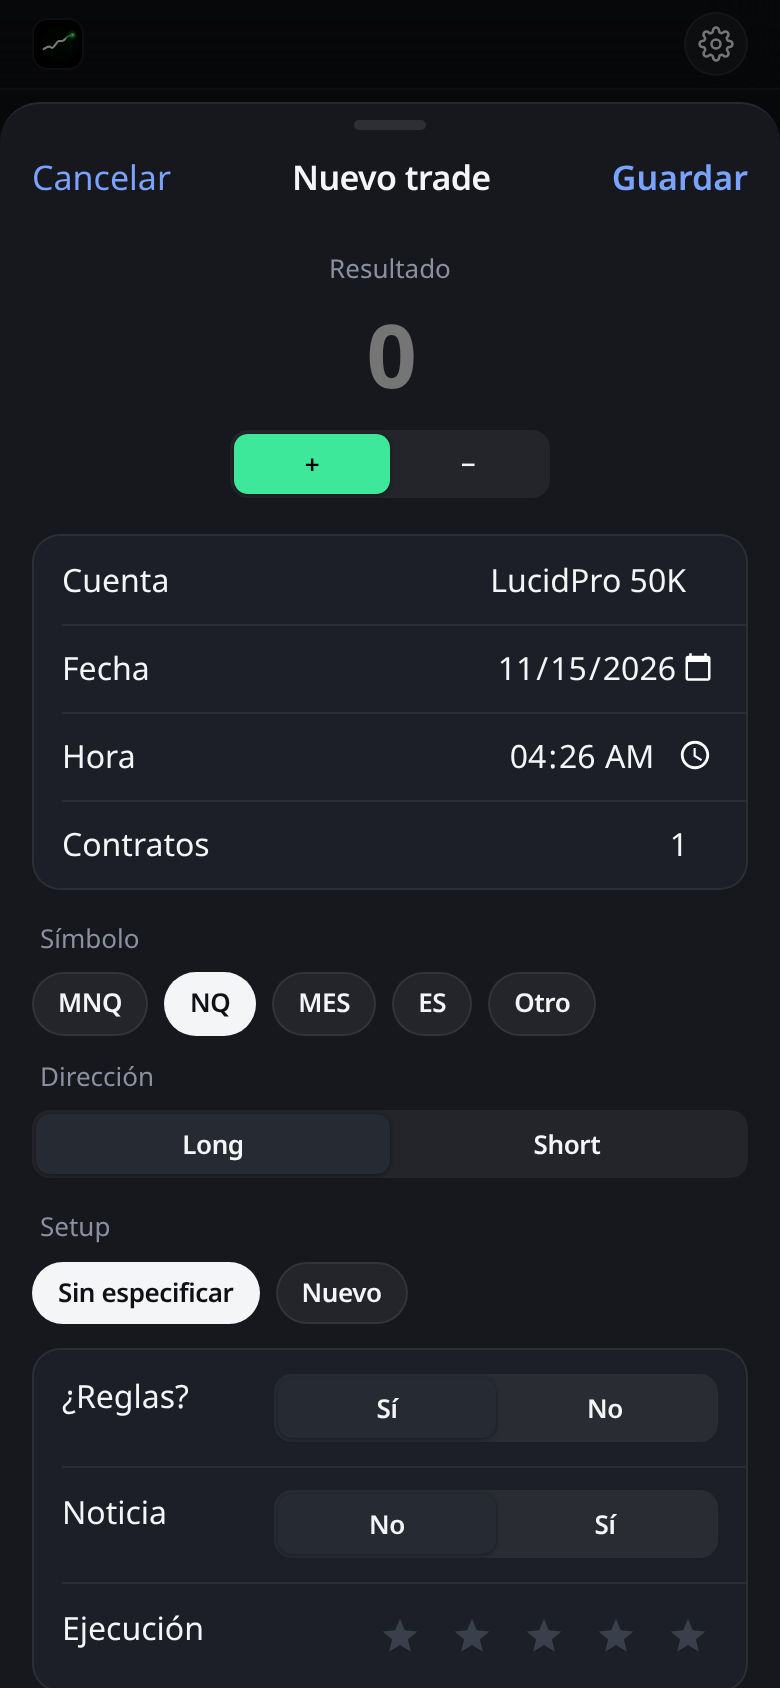 Cancelar Nuevo trade Guardar
Resultado
0
+ −
Cuenta LucidPro 50K
Fecha 11/15/2026
Hora 04:26 AM
Contratos 1
Símbolo
MNQ NQ MES ES Otro
Dirección
Long Short
Setup
Sin especificar Nuevo
¿Reglas? Sí No
Noticia No Sí
Ejecución